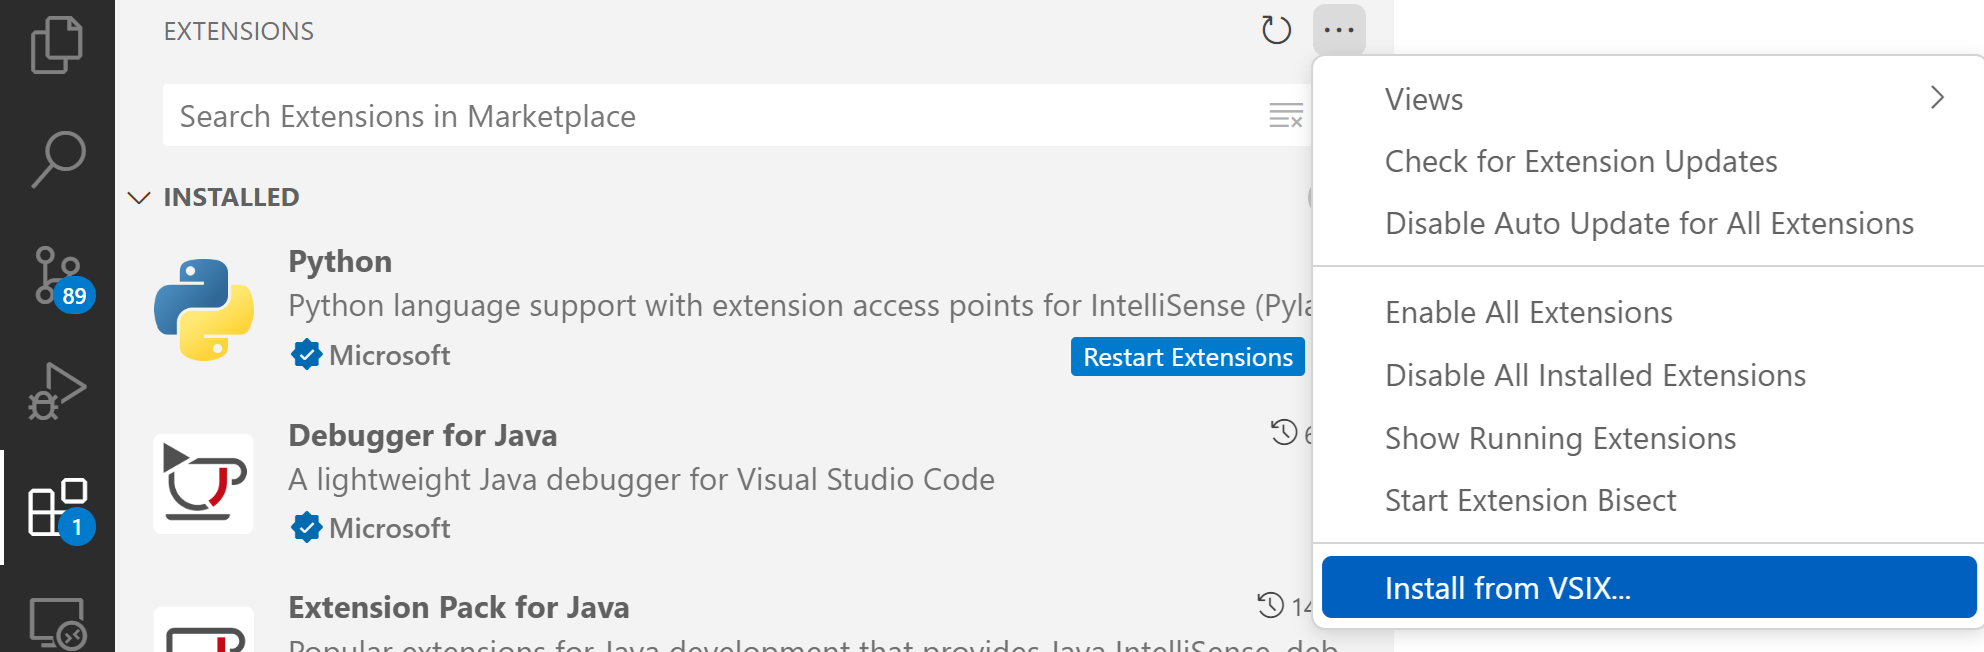 EXTENSIONS
Search Extensions in Marketplace
INSTALLED
Python
Python language support with extension access points for IntelliSense
Microsoft
Restart Extensions
Debugger for Java
A lightweight Java debugger for Visual Studio Code
Microsoft
Extension Pack for Java
14
Popular extensions for Java development that provides Java IntelliSense, deb
89
1
Views
Check for Extension Updates
Disable Auto Update for All Extensions
Enable All Extensions
Disable All Installed Extensions
Show Running Extensions
Start Extension Bisect
Install from VSIX...